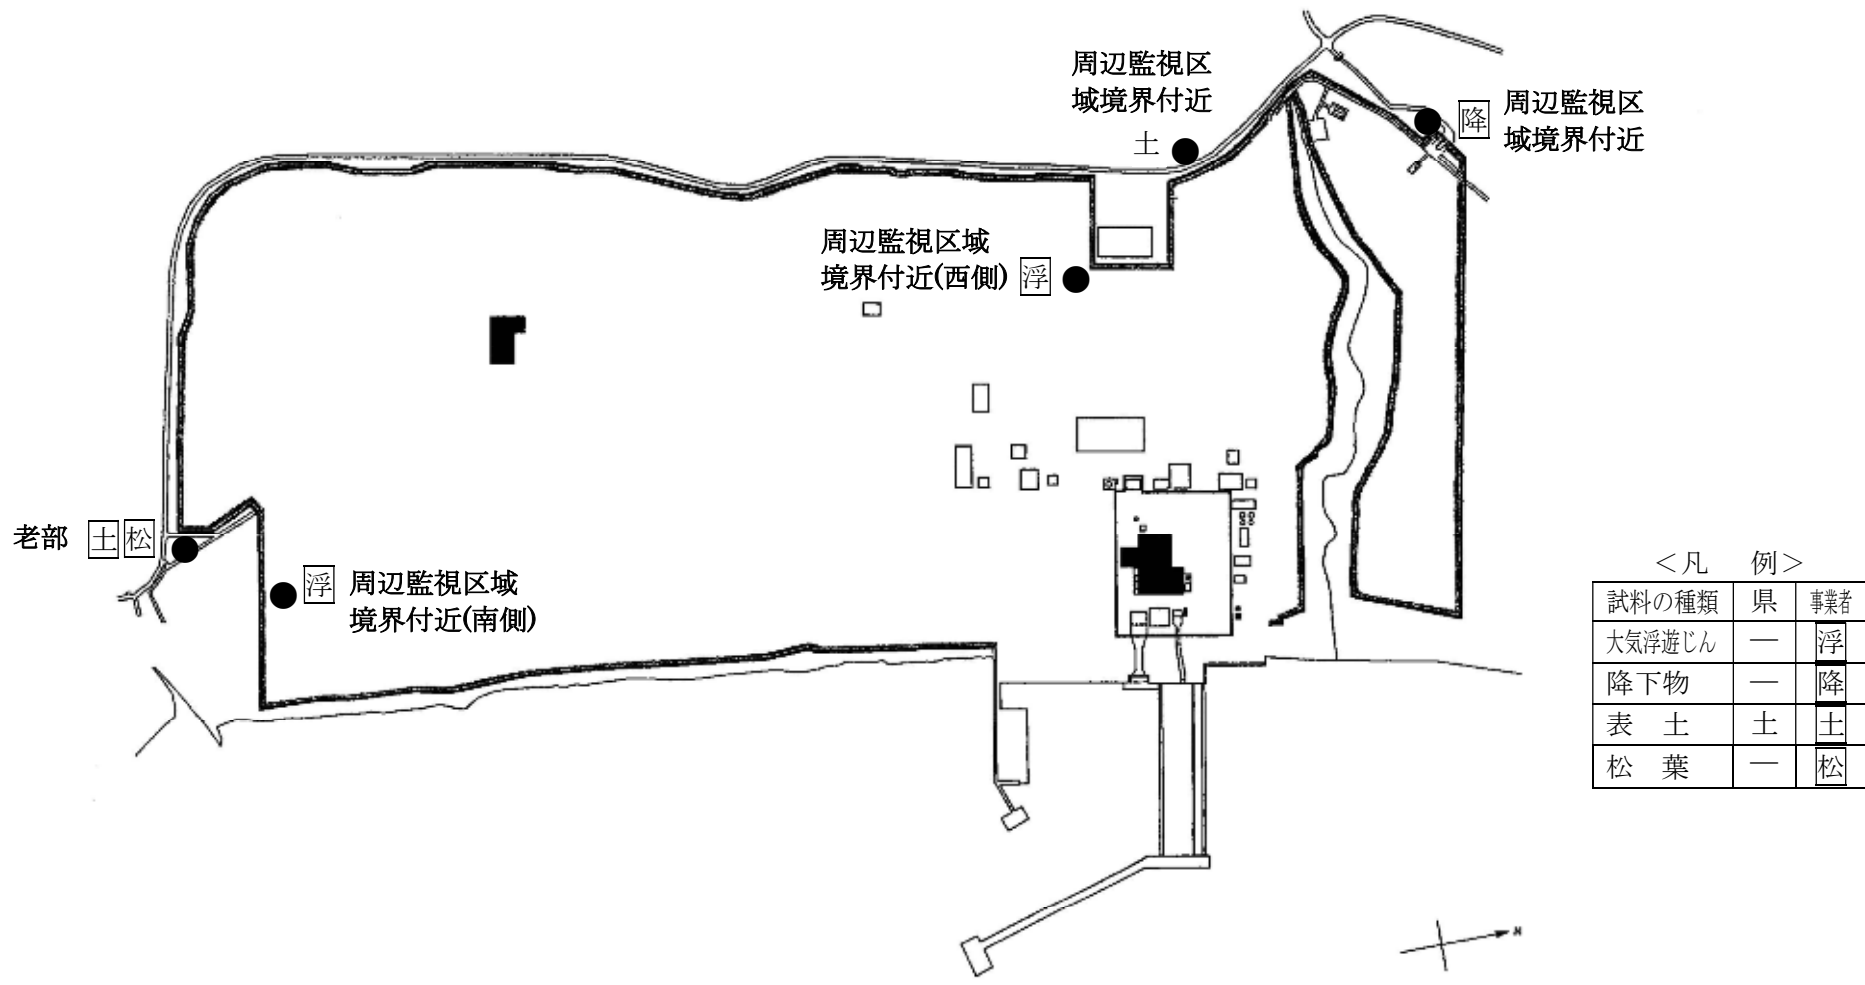 周辺監視区
域境界付近
土
降
周辺監視区
域境界付近
周辺監視区域
境界付近(西側) 浮
老部 土 松
浮 周辺監視区域
境界付近(南側)
＜凡　例＞
試料の種類 県 事業者
大気浮遊じん ― 浮
降下物 ― 降
表　土 土 土
松　葉 ― 松
N